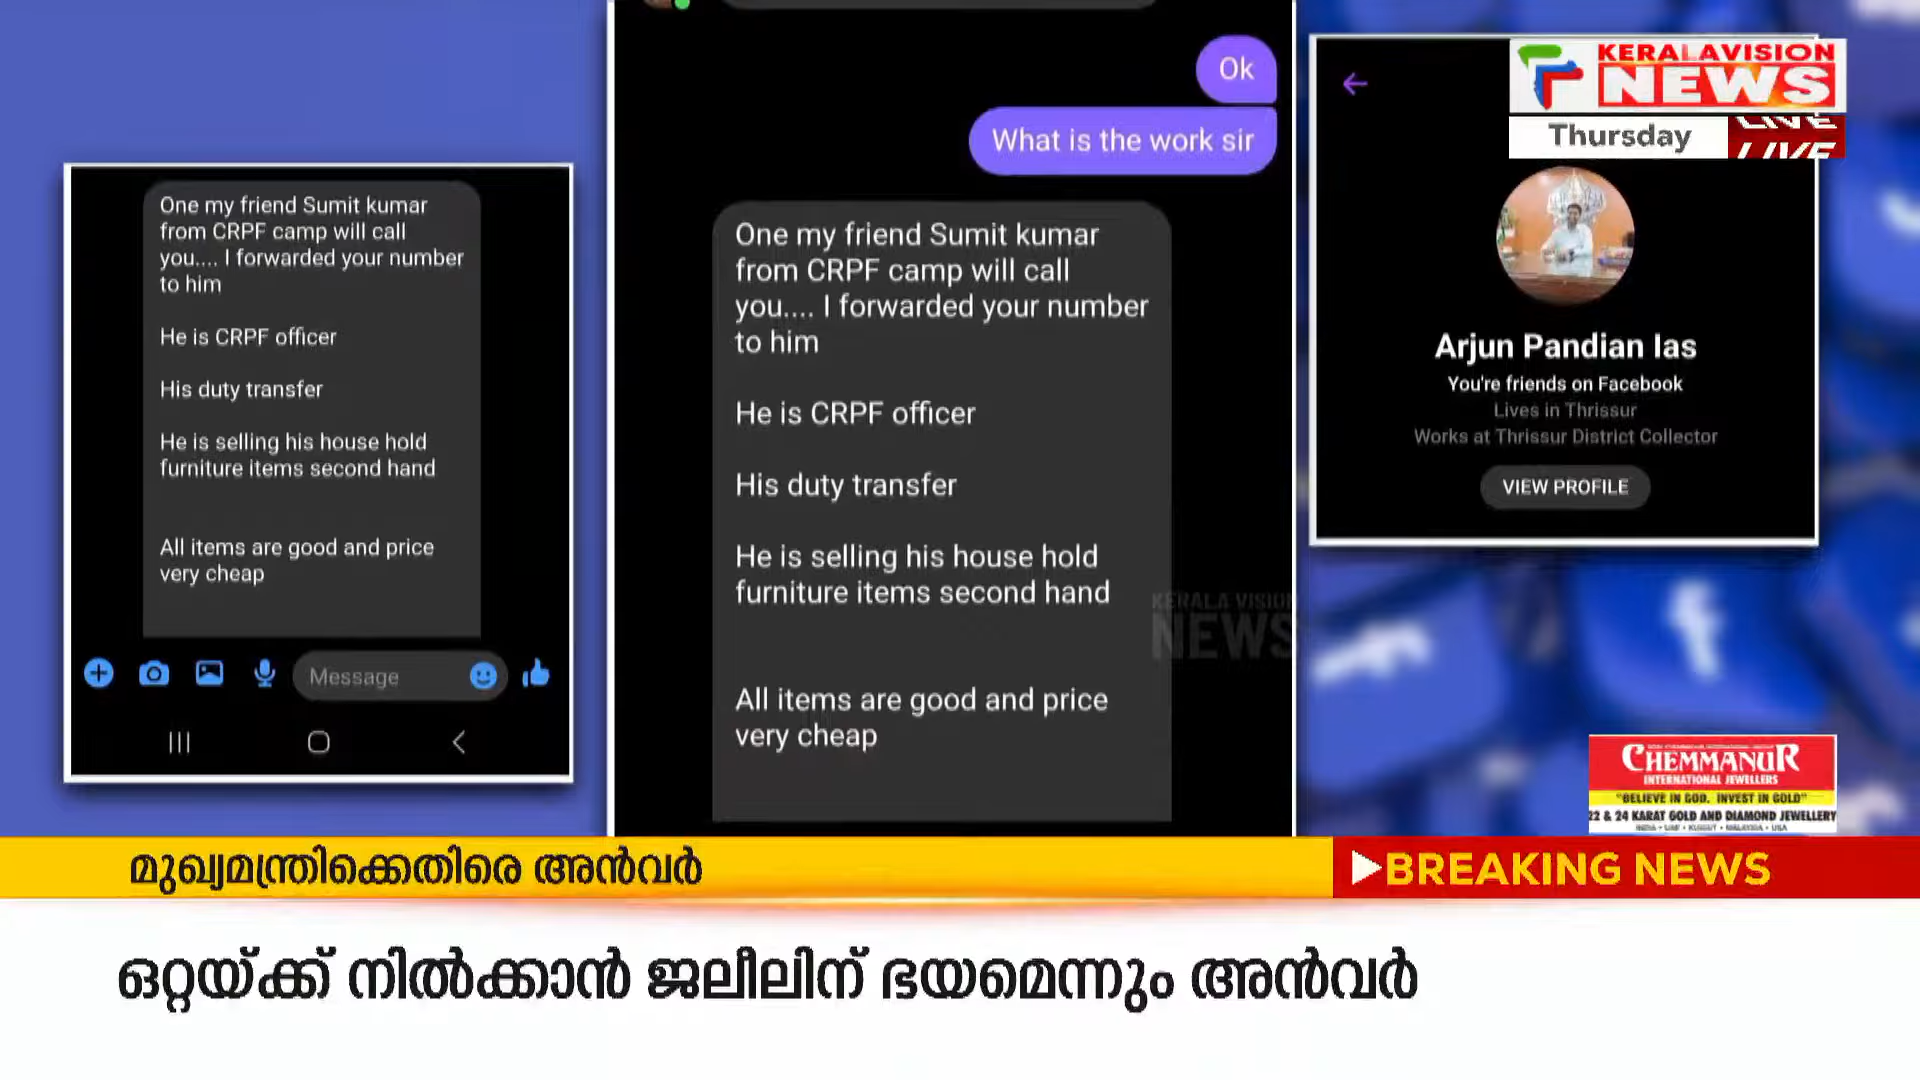 One my friend Sumit kumar
from CRPF camp will call
you.... I forwarded your number
to him
He is CRPF officer
His duty transfer
He is selling his house hold
furniture items second hand
All items are good and price
very cheap
Message
Ok
What is the work sir
One my friend Sumit kumar
from CRPF camp will call
you.... I forwarded your number
to him
He is CRPF officer
His duty transfer
He is selling his house hold
furniture items second hand
All items are good and price
very cheap
KERALA VISION
NEWS
KERALAVISION
NEWS
Thursday
LIVE
LIVE
Arjun Pandian Ias
You're friends on Facebook
Lives in Thrissur
Works at Thrissur District Collector
VIEW PROFILE
CHEMMANUR
INTERNATIONAL JEWELLERS
"BELIEVE IN GOD. INVEST IN GOLD"
22 & 24 KARAT GOLD AND DIAMOND JEWELLERY
INDIA • UAE • KUWAIT • MALAYSIA • USA
മുഖ്യമന്ത്രിക്കെതിരെ അൻവർ
BREAKING NEWS
ഒറ്റയ്ക്ക് നിൽക്കാൻ ജലീലിന് ഭയമെന്നും അൻവർ